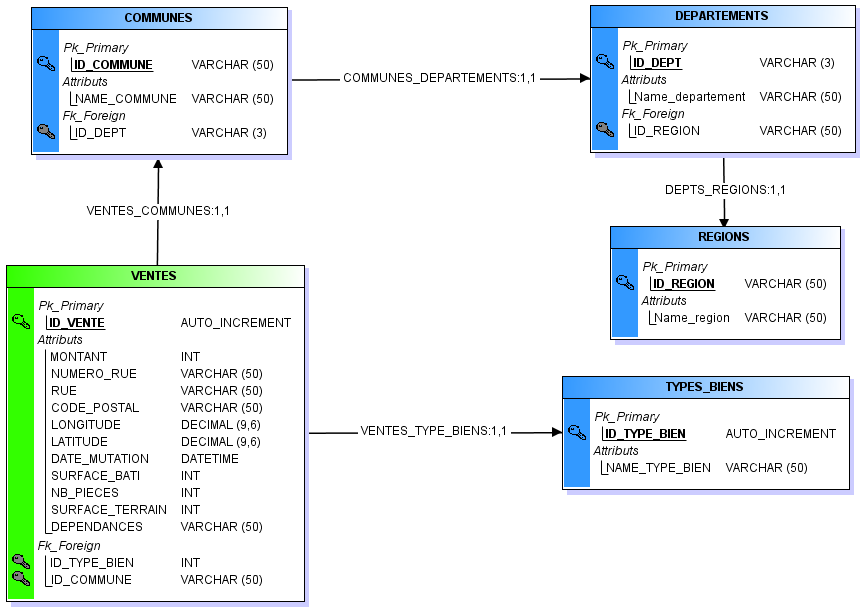 COMMUNES
Pk_Primary
ID_COMMUNE VARCHAR (50)
Attributs
NAME_COMMUNE VARCHAR (50)
Fk_Foreign
ID_DEPT VARCHAR (3)
COMMUNES_DEPARTEMENTS:1,1
DEPARTEMENTS
Pk_Primary
ID_DEPT VARCHAR (3)
Attributs
Name_departement VARCHAR (50)
Fk_Foreign
ID_REGION VARCHAR (50)
DEPTS_REGIONS:1,1
VENTES_COMMUNES:1,1
REGIONS
Pk_Primary
ID_REGION VARCHAR (50)
Attributs
Name_region VARCHAR (50)
VENTES
Pk_Primary
ID_VENTE AUTO_INCREMENT
Attributs
MONTANT INT
NUMERO_RUE VARCHAR (50)
RUE VARCHAR (50)
CODE_POSTAL VARCHAR (50)
LONGITUDE DECIMAL (9,6)
LATITUDE DECIMAL (9,6)
DATE_MUTATION DATETIME
SURFACE_BATI INT
NB_PIECES INT
SURFACE_TERRAIN INT
DEPENDANCES VARCHAR (50)
Fk_Foreign
ID_TYPE_BIEN INT
ID_COMMUNE VARCHAR (50)
VENTES_TYPE_BIENS:1,1
TYPES_BIENS
Pk_Primary
ID_TYPE_BIEN AUTO_INCREMENT
Attributs
NAME_TYPE_BIEN VARCHAR (50)